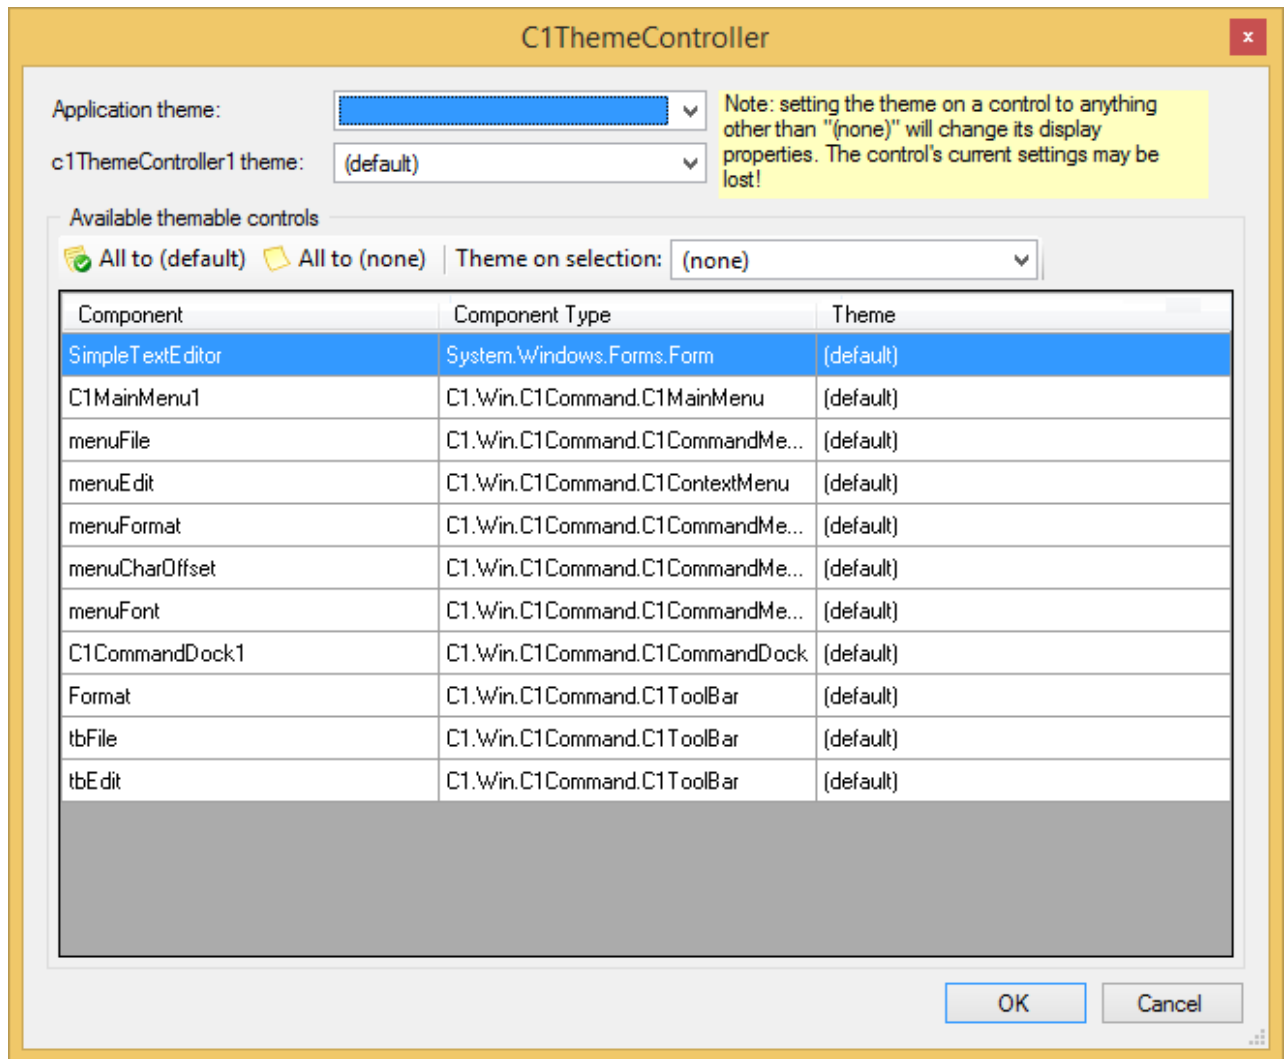 C1ThemeController
x
Application theme:
Note: setting the theme on a control to anything
other than "(none)" will change its display
properties. The control's current settings may be
lost!
c1ThemeController1 theme: (default)
Available themable controls
All to (default) All to (none) Theme on selection: (none)
Component Component Type Theme
SimpleTextEditor System.Windows.Forms.Form (default)
C1MainMenu1 C1.Win.C1Command.C1MainMenu (default)
menuFile C1.Win.C1Command.C1CommandMe... (default)
menuEdit C1.Win.C1Command.C1ContextMenu (default)
menuFormat C1.Win.C1Command.C1CommandMe... (default)
menuCharOffset C1.Win.C1Command.C1CommandMe... (default)
menuFont C1.Win.C1Command.C1CommandMe... (default)
C1CommandDock1 C1.Win.C1Command.C1CommandDock (default)
Format C1.Win.C1Command.C1ToolBar (default)
tbFile C1.Win.C1Command.C1ToolBar (default)
tbEdit C1.Win.C1Command.C1ToolBar (default)
OK Cancel